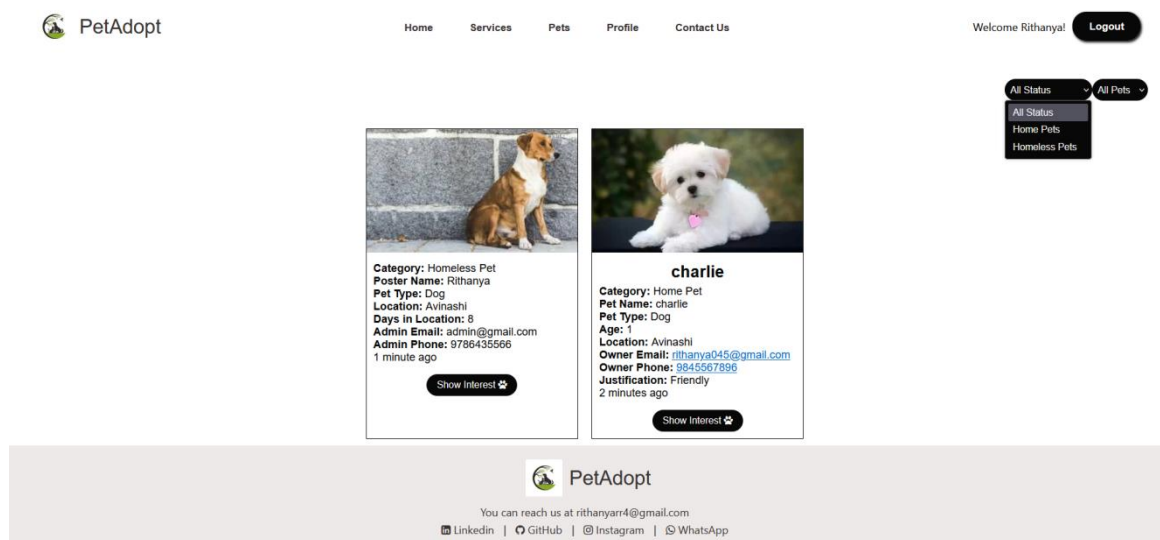 PetAdopt
Home Services Pets Profile Contact Us
Welcome Rithanya! Logout
All Status All Pets
All Status
Home Pets
Homeless Pets
Category: Homeless Pet
Poster Name: Rithanya
Pet Type: Dog
Location: Avinashi
Days in Location: 8
Admin Email: admin@gmail.com
Admin Phone: 9786435566
1 minute ago
Show Interest
charlie
Category: Home Pet
Pet Name: charlie
Pet Type: Dog
Age: 1
Location: Avinashi
Owner Email: rithanya045@gmail.com
Owner Phone: 9845567896
Justification: Friendly
2 minutes ago
Show Interest
PetAdopt
You can reach us at rithanyarr4@gmail.com
Linkedin | GitHub | Instagram | WhatsApp